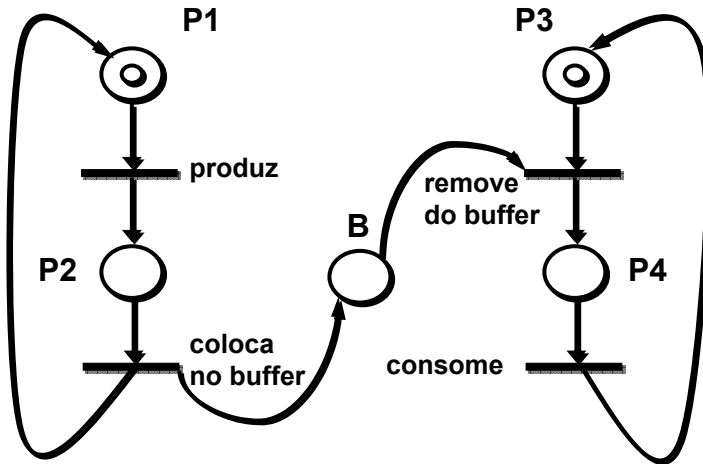 P1
P3
produz
remove
do buffer
B
P2
P4
coloca
no buffer
consome